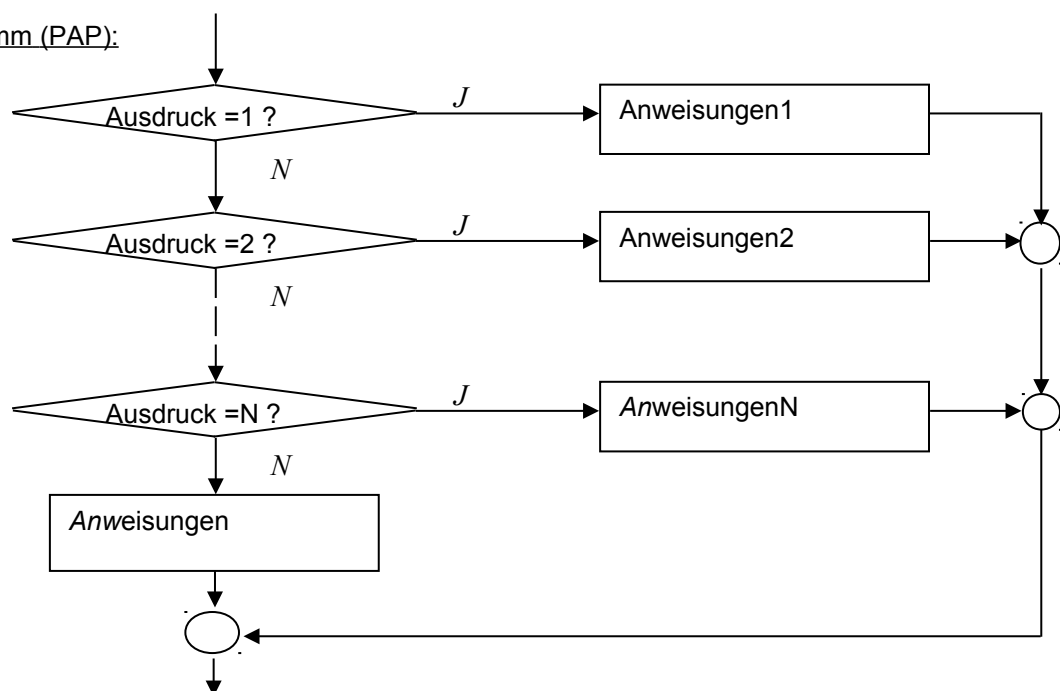 mm (PAP):
Ausdruck =1 ?
J
Anweisungen1
N
Ausdruck =2 ?
J
Anweisungen2
N
Ausdruck =N ?
J
AnweisungenN
N
Anweisungen